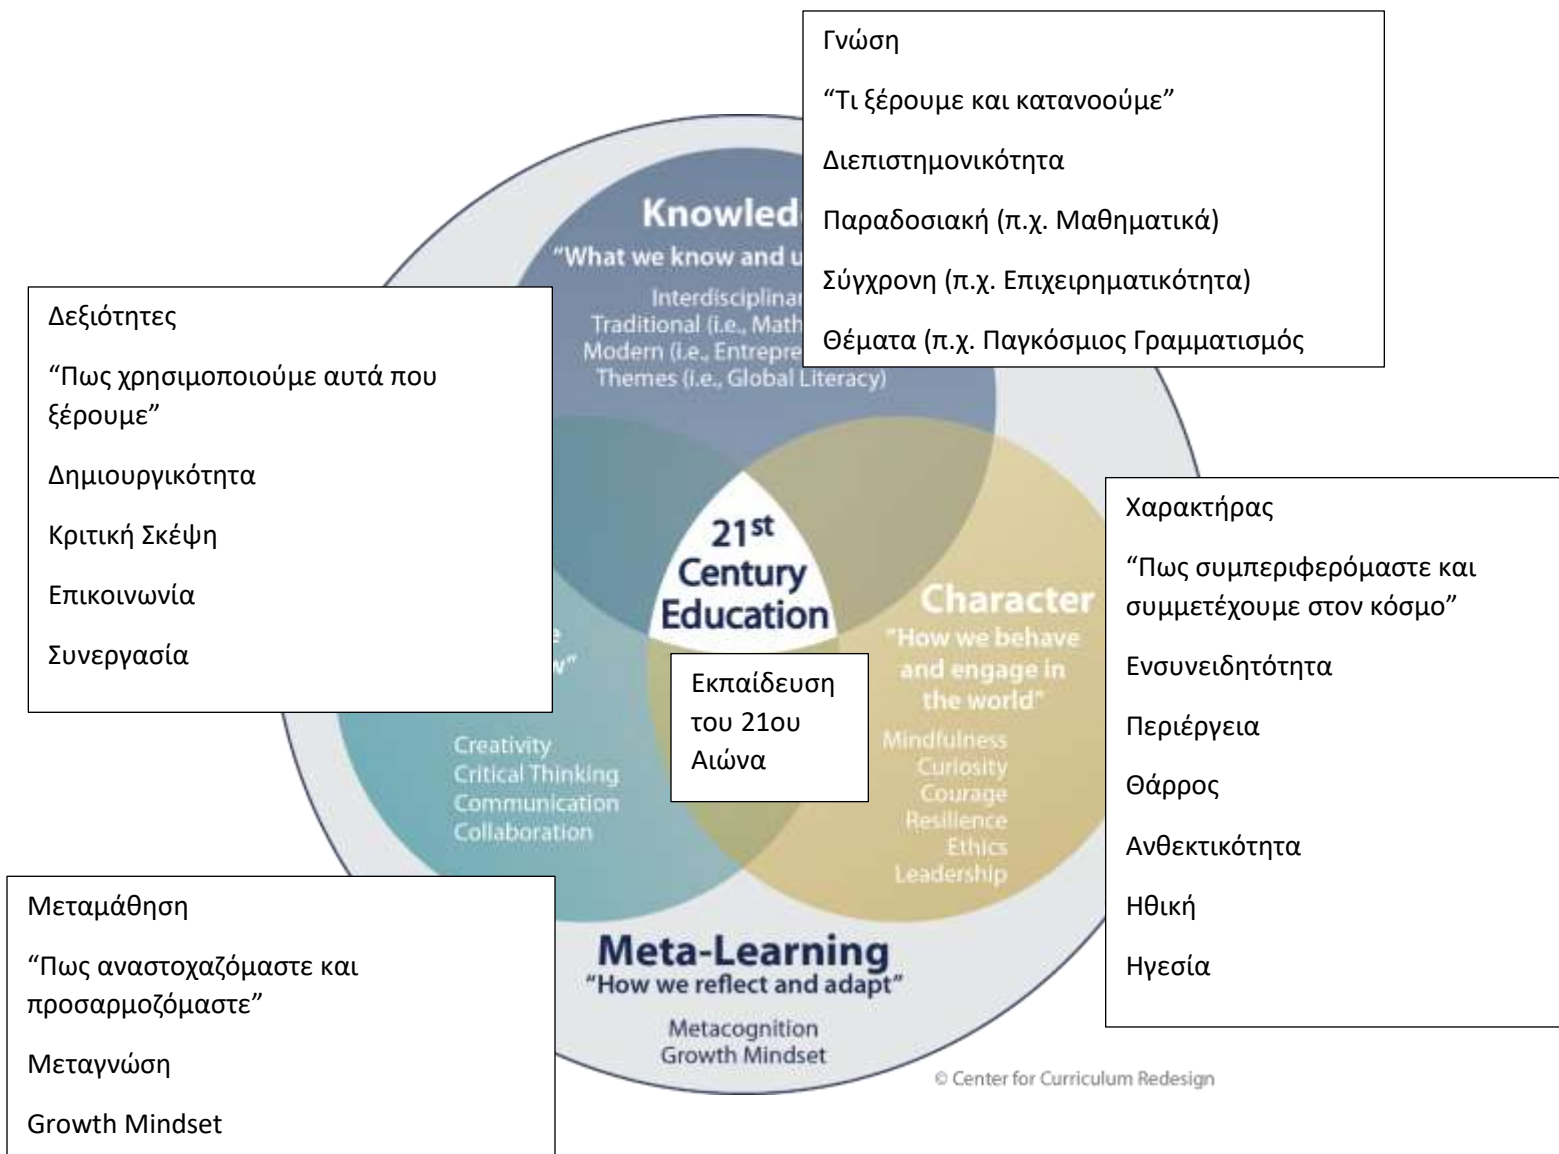 Γνώση
“Τι ξέρουμε και κατανοούμε”
Διεπιστημονικότητα
Παραδοσιακή (π.χ. Μαθηματικά)
Σύγχρονη (π.χ. Επιχειρηματικότητα)
Θέματα (π.χ. Παγκόσμιος Γραμματισμός
Knowled
“What we know and u
Interdisciplinar
Traditional (i.e., Math
Modern (i.e., Entrepre
Themes (i.e., Global Literacy)
Δεξιότητες
“Πως χρησιμοποιούμε αυτά που
ξέρουμε”
Δημιουργικότητα
Κριτική Σκέψη
Επικοινωνία
Συνεργασία
21st
Century
Education
Εκπαίδευση
του 21ου
Αιώνα
e
w”
Creativity
Critical Thinking
Communication
Collaboration
Character
“How we behave
and engage in
the world”
Mindfulness
Curiosity
Courage
Resilience
Ethics
Leadership
Χαρακτήρας
“Πως συμπεριφερόμαστε και
συμμετέχουμε στον κόσμο”
Ενσυνειδητότητα
Περιέργεια
Θάρρος
Ανθεκτικότητα
Ηθική
Ηγεσία
Μεταμάθηση
“Πως αναστοχαζόμαστε και
προσαρμοζόμαστε”
Μεταγνώση
Growth Mindset
Meta-Learning
“How we reflect and adapt”
Metacognition
Growth Mindset
© Center for Curriculum Redesign